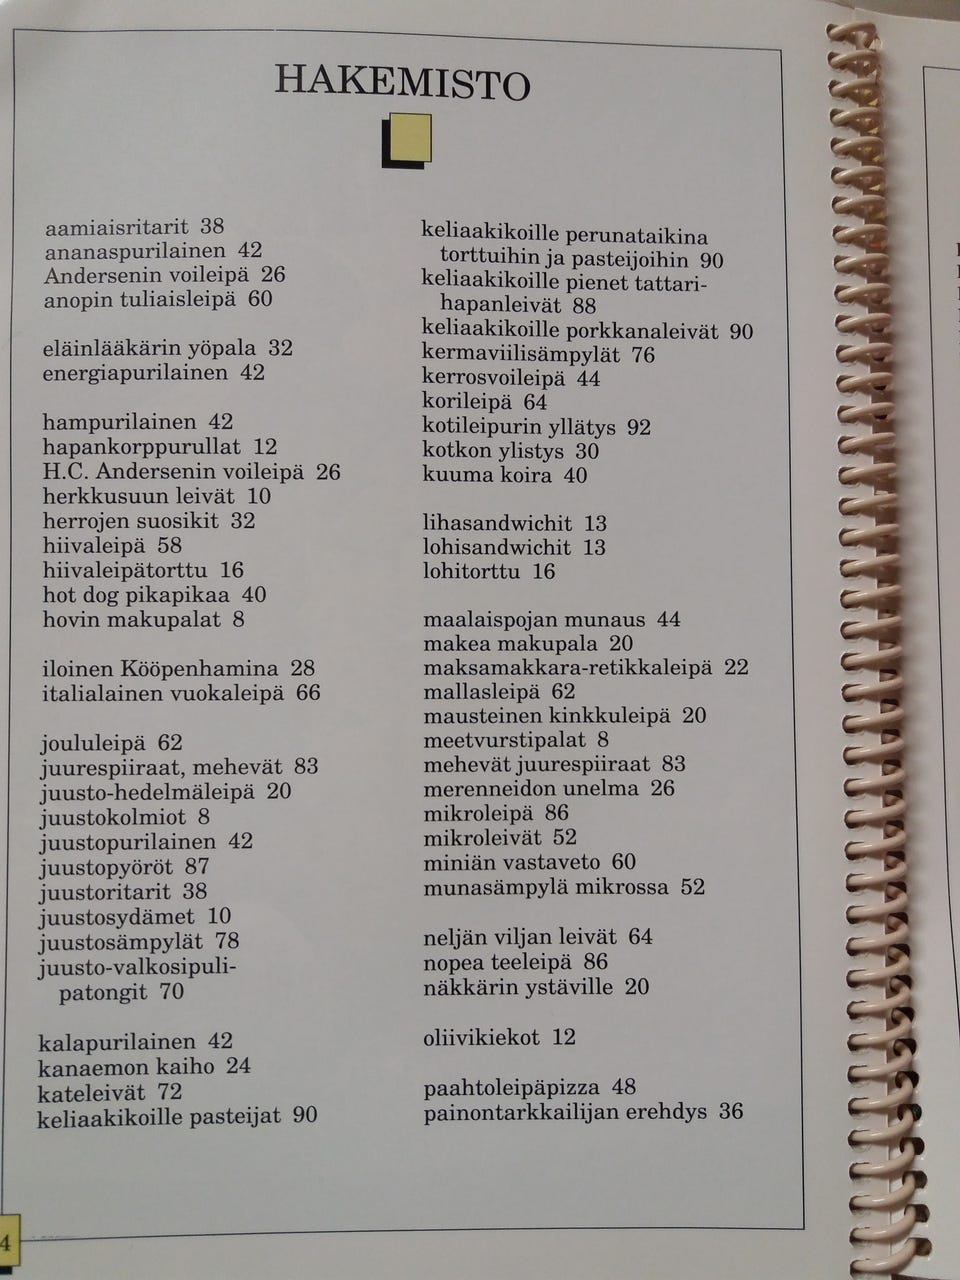 HAKEMISTO
aamiaisritarit 38
ananaspurilainen 42
Andersenin voileipä 26
anopin tuliaisleipä 60
eläinlääkärin yöpala 32
energiapurilainen 42
hampurilainen 42
hapankorppurullat 12
H.C. Andersenin voileipä 26
herkkusuun leivät 10
herrojen suosikit 32
hiivaleipä 58
hiivaleipätorttu 16
hot dog pikapikaa 40
hovin makupalat 8
iloinen Kööpenhamina 28
italialainen vuokaleipä 66
joululeipä 62
juurespiiraat, mehevät 83
juusto-hedelmäleipä 20
juustokolmiot 8
juustopurilainen 42
juustopyöröt 87
juustoritarit 38
juustosydämet 10
juustosämpylät 78
juusto-valkosipuli-
patongit 70
kalapurilainen 42
kanaemon kaiho 24
kateleivät 72
keliaakikoille pasteijat 90
keliaakikoille perunataikina
torttuihin ja pasteijoihin 90
keliaakikoille pienet tattari-
hapanleivät 88
keliaakikoille porkkanaleivät 90
kermaviilisämpylät 76
kerrosvoileipä 44
korileipä 64
kotileipurin yllätys 92
kotkon ylistys 30
kuuma koira 40
lihasandwichit 13
lohisandwichit 13
lohitorttu 16
maalaispojan munaus 44
makea makupala 20
maksamakkara-retikkaleipä 22
mallasleipä 62
mausteinen kinkkuleipä 20
meetvurstipalat 8
mehevät juurespiiraat 83
merenneidon unelma 26
mikroleipä 86
mikroleivät 52
miniän vastaveto 60
munasämpylä mikrossa 52
neljän viljan leivät 64
nopea teeleipä 86
näkkärin ystäville 20
oliivikiekot 12
paahtoleipäpizza 48
painontarkkailijan erehdys 36
4